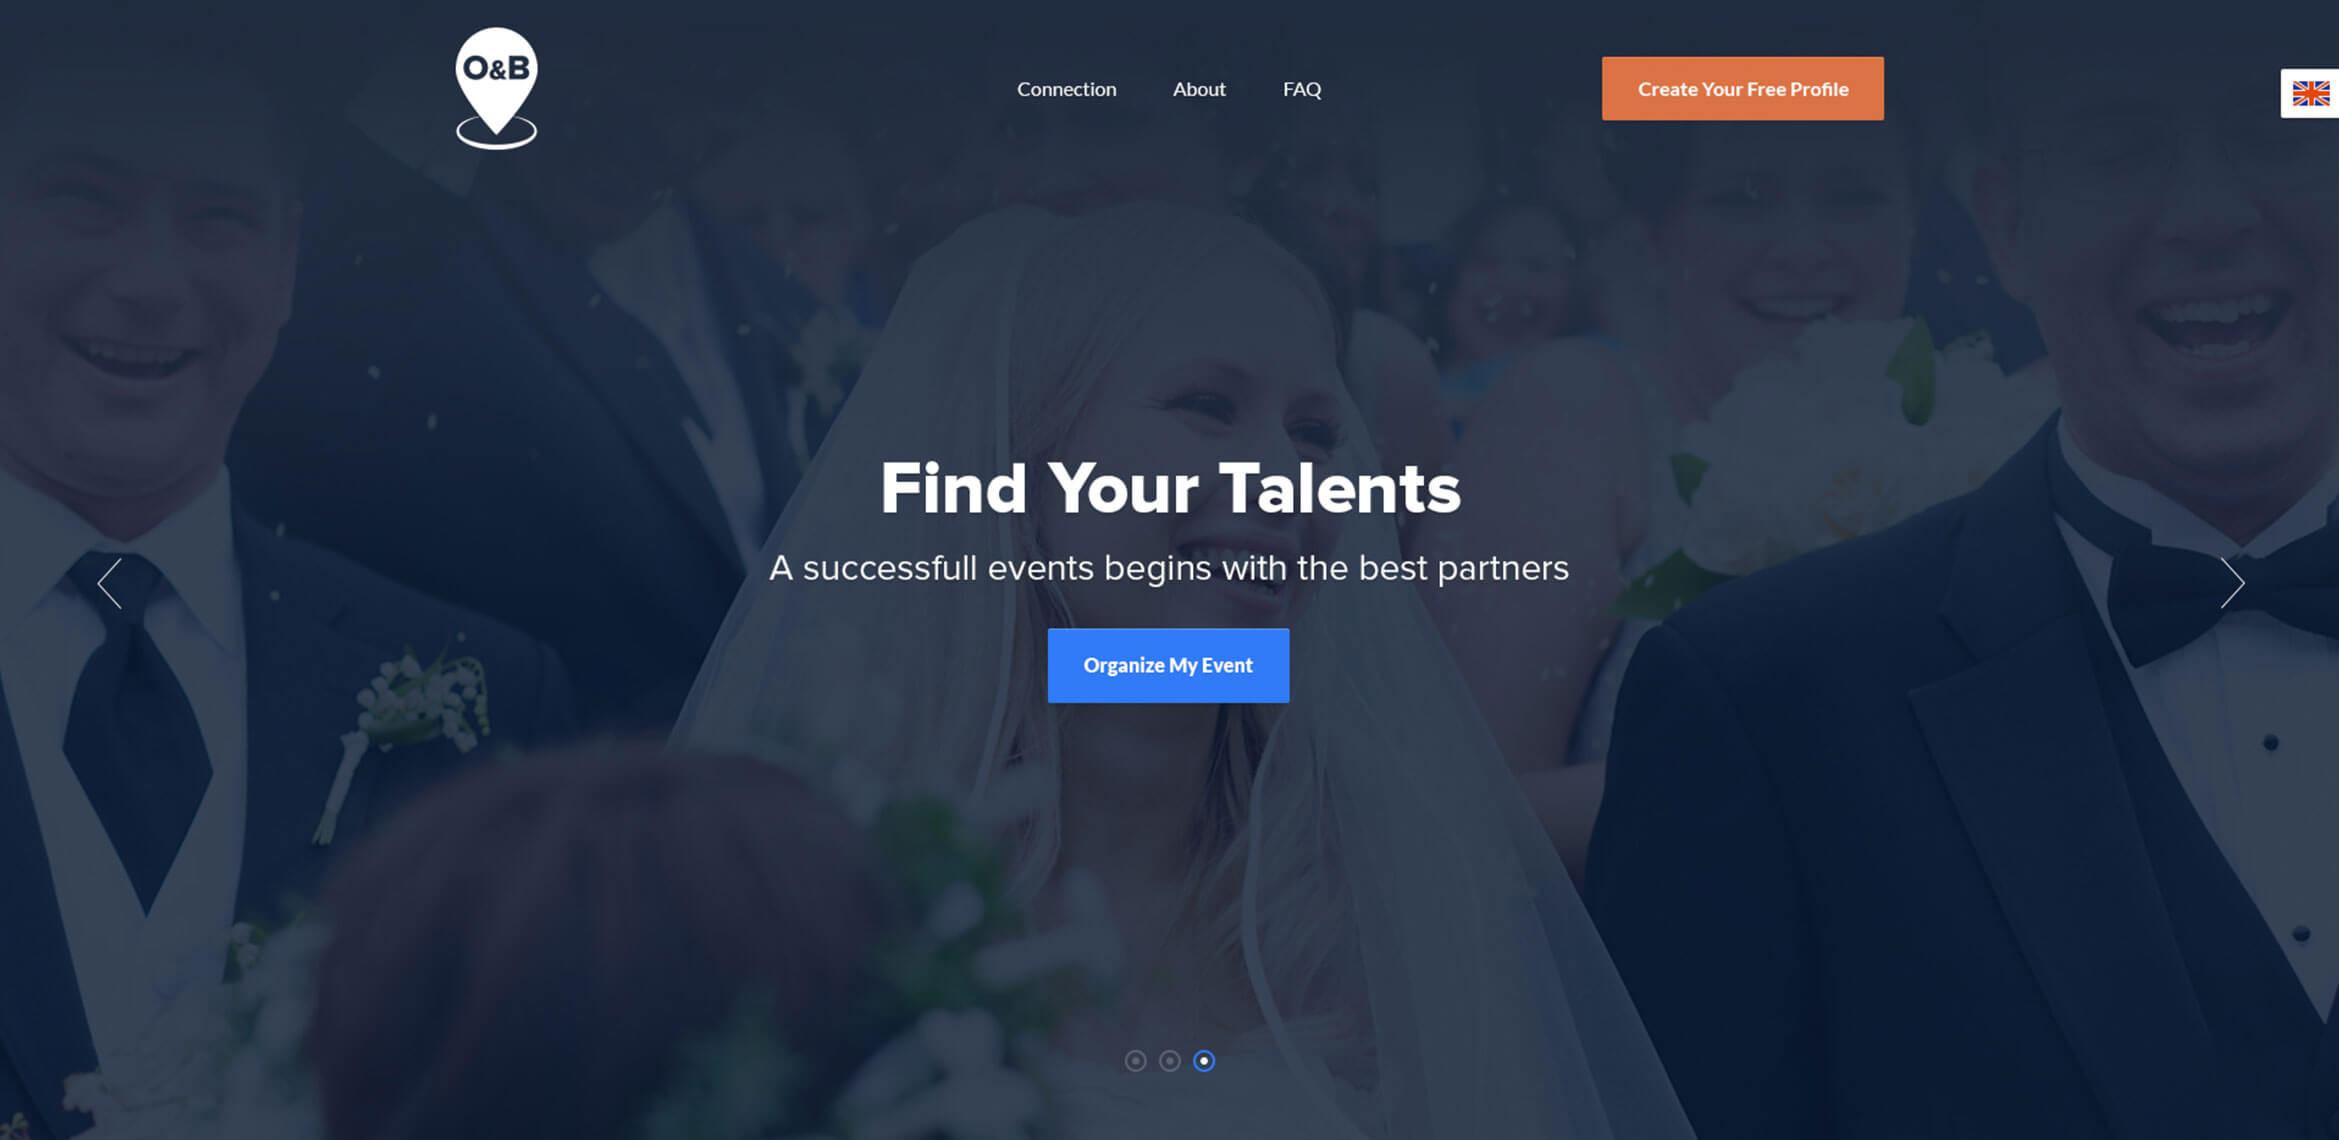 O&B
Connection
About
FAQ
Create Your Free Profile
Find Your Talents
A successfull events begins with the best partners
Organize My Event